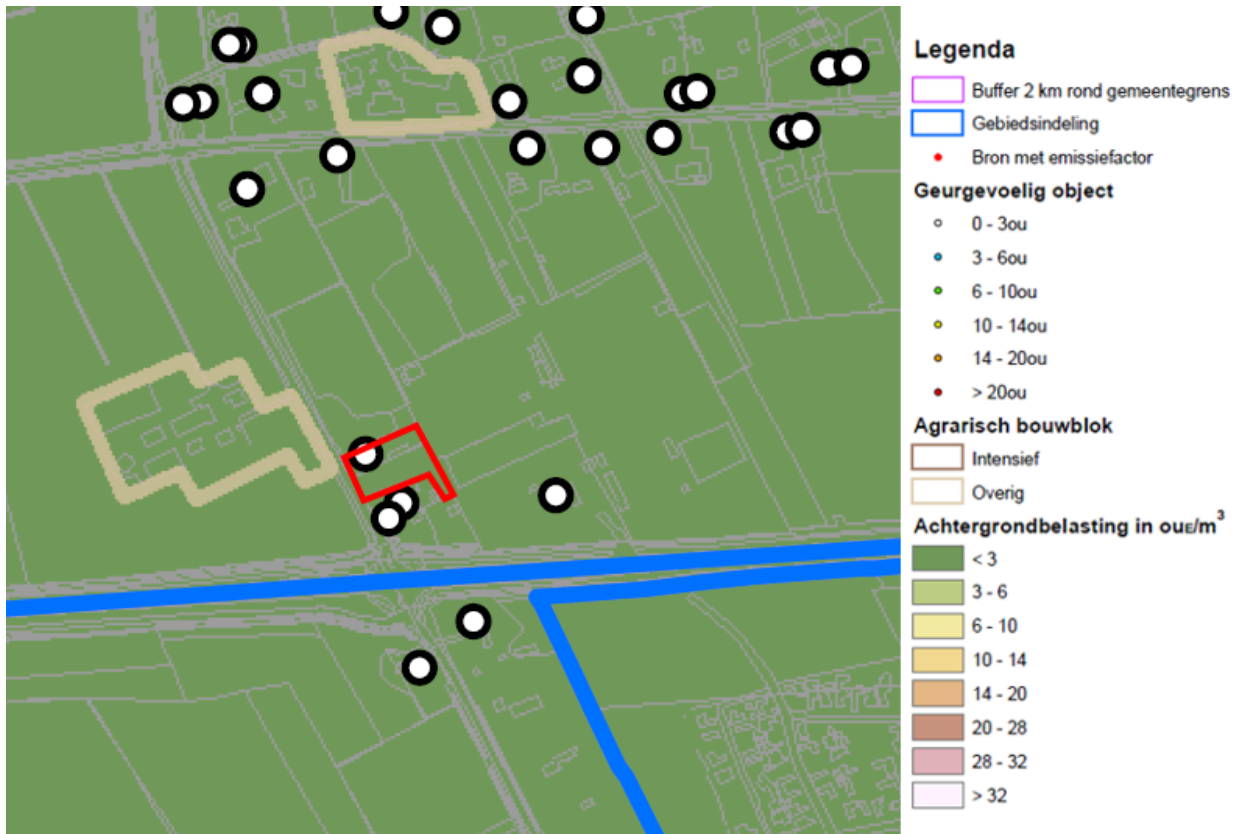 Legenda
Buffer 2 km rond gemeentegrens
Gebiedsindeling
Bron met emissiefactor
Geurgevoelig object
0 - 3ou
3 - 6ou
6 - 10ou
10 - 14ou
14 - 20ou
> 20ou
Agrarisch bouwblok
Intensief
Overig
Achtergrondbelasting in ouᴇ/m³
< 3
3 - 6
6 - 10
10 - 14
14 - 20
20 - 28
28 - 32
> 32